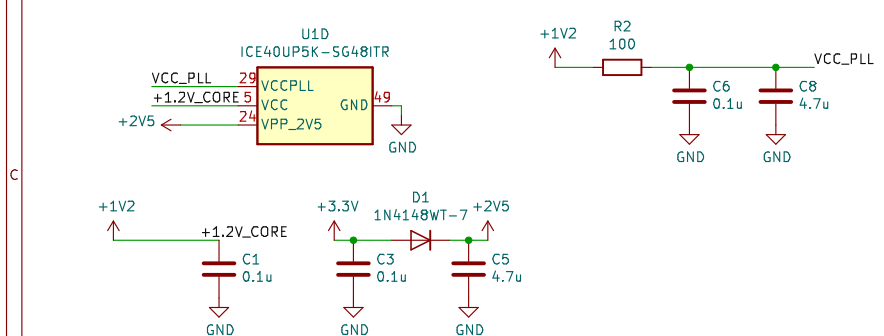 U1D
ICE40UP5K-SG48ITR
VCC_PLL 29 VCCPLL
+1.2V_CORE 5 VCC
GND 49
+2V5 24 VPP_2V5
GND
+1V2
R2
100
VCC_PLL
C6
0.1u
C8
4.7u
GND
GND
C
+1V2
+1.2V_CORE
C1
0.1u
GND
+3.3V
D1
1N4148WT-7
+2V5
C3
0.1u
C5
4.7u
GND
GND